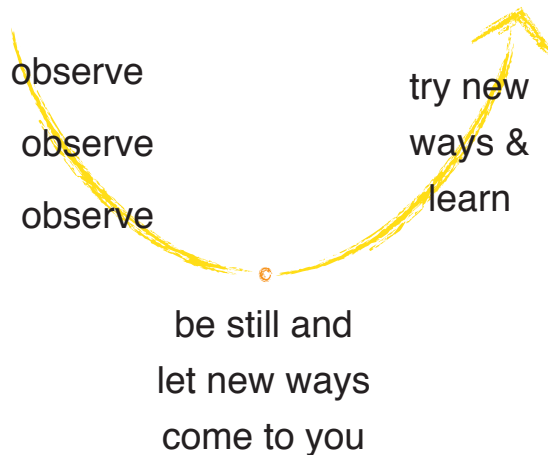 observe
observe
observe
be still and
let new ways
come to you
try new
ways &
learn